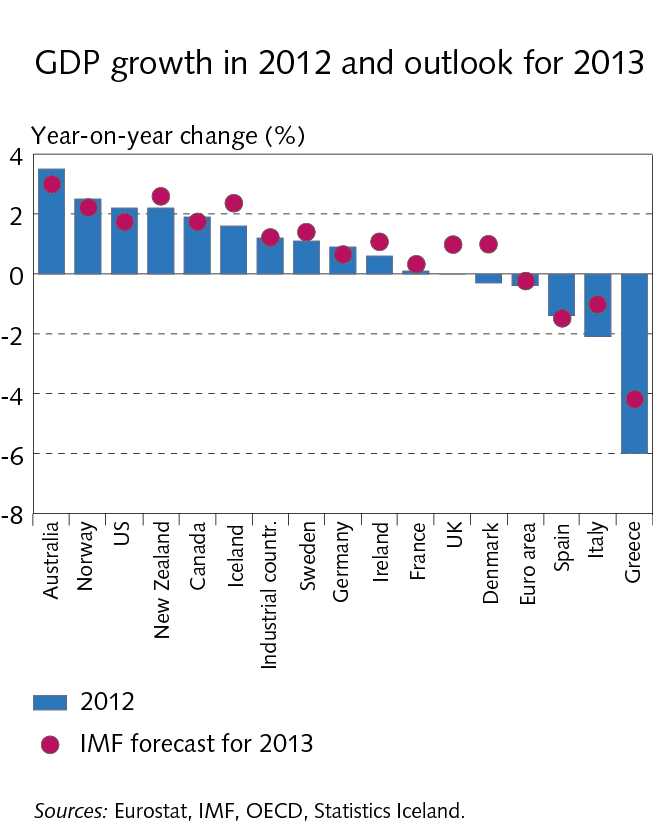 GDP growth in 2012 and outlook for 2013
Year-on-year change (%)
4
2
0
-2
-4
-6
-8
Australia
Norway
US
New Zealand
Canada
Iceland
Industrial countr.
Sweden
Germany
Ireland
France
UK
Denmark
Euro area
Spain
Italy
Greece
2012
IMF forecast for 2013
Sources: Eurostat, IMF, OECD, Statistics Iceland.